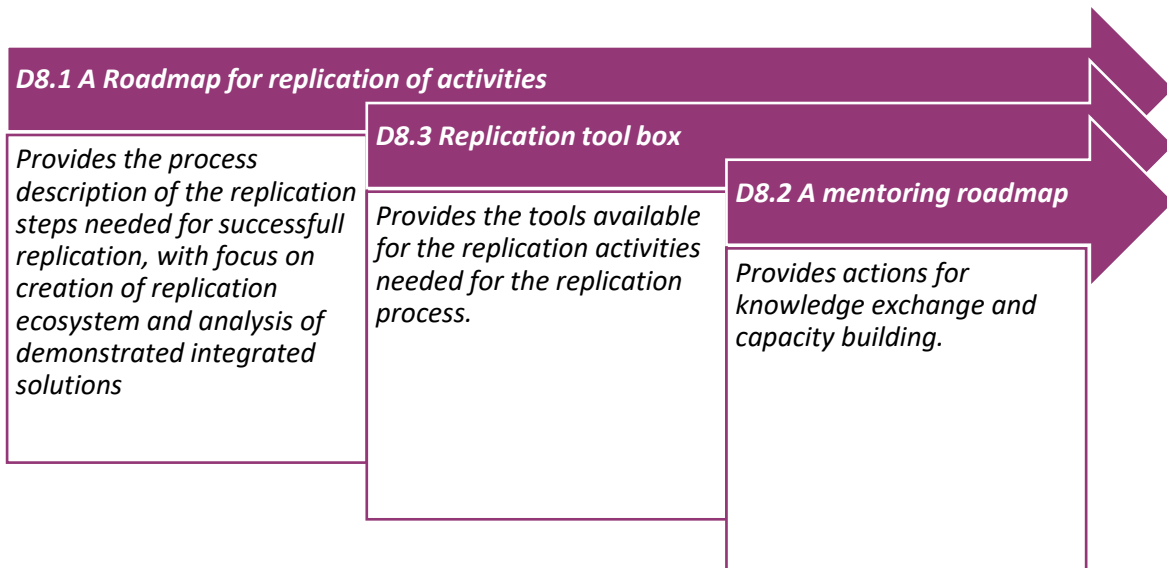 D8.1 A Roadmap for replication of activities
Provides the process
description of the replication
steps needed for successfull
replication, with focus on
creation of replication
ecosystem and analysis of
demonstrated integrated
solutions
D8.3 Replication tool box
Provides the tools available
for the replication activities
needed for the replication
process.
D8.2 A mentoring roadmap
Provides actions for
knowledge exchange and
capacity building.